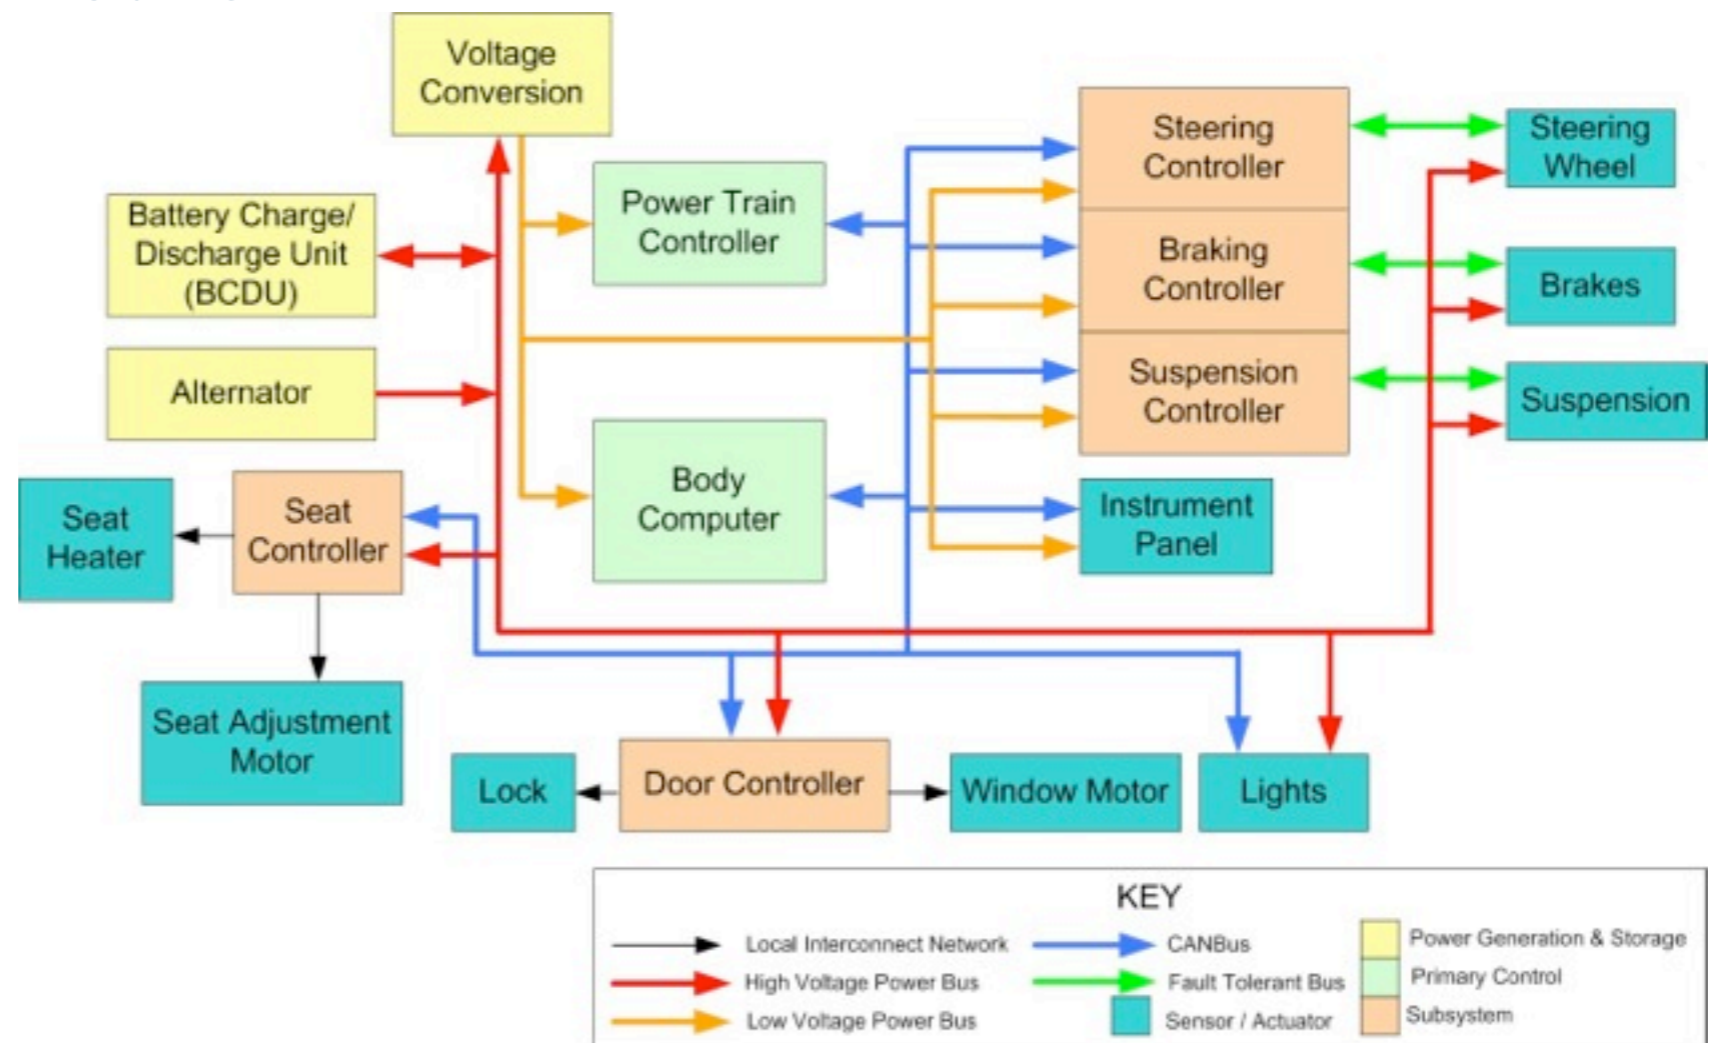 Voltage
Conversion
Steering
Controller
Steering
Wheel
Power Train
Controller
Battery Charge/
Discharge Unit
(BCDU)
Braking
Controller
Brakes
Alternator
Suspension
Controller
Suspension
Seat
Heater
Seat
Controller
Body
Computer
Instrument
Panel
Seat Adjustment
Motor
Lock
Door Controller
Window Motor
Lights
KEY
Local Interconnect Network
High Voltage Power Bus
Low Voltage Power Bus
CANBus
Fault Tolerant Bus
Sensor / Actuator
Power Generation & Storage
Primary Control
Subsystem